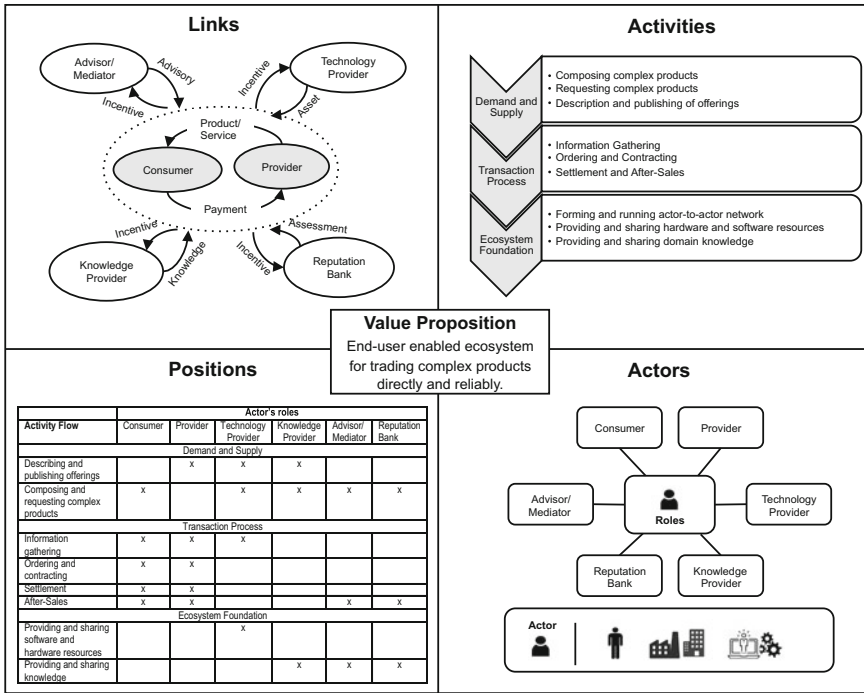 Links
Advisor/
Mediator
Advisory
Incentive
Incentive
Technology
Provider
Asset
Product/
Service
Consumer
Provider
Payment
Incentive
Knowledge
Provider
Knowledge
Assessment
Incentive
Reputation
Bank
Activities
Demand and
Supply
• Composing complex products
• Requesting complex products
• Description and publishing of offerings
Transaction
Process
• Information Gathering
• Ordering and Contracting
• Settlement and After-Sales
Ecosystem
Foundation
• Forming and running actor-to-actor network
• Providing and sharing hardware and software resources
• Providing and sharing domain knowledge
Value Proposition
End-user enabled ecosystem
for trading complex products
directly and reliably.
Positions
Actor's roles
Activity Flow Consumer Provider Technology Provider Knowledge Provider Advisor/ Mediator Reputation Bank
Demand and Supply
Describing and publishing offerings x x x
Composing and requesting complex products x x x x x
Transaction Process
Information gathering x x x
Ordering and contracting x x
Settlement x x
After-Sales x x x x
Ecosystem Foundation
Providing and sharing software and hardware resources x
Providing and sharing knowledge x x x
Actors
Consumer
Provider
Advisor/
Mediator
Roles
Technology
Provider
Reputation
Bank
Knowledge
Provider
Actor